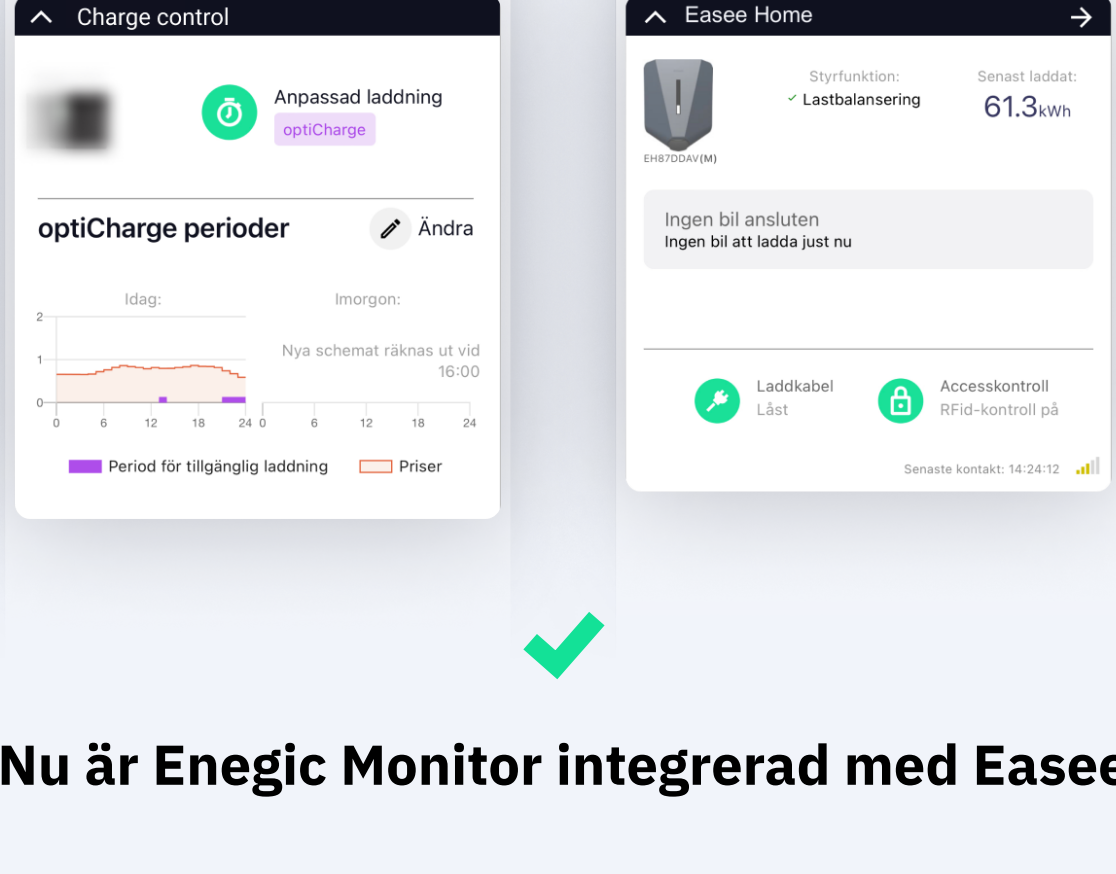 Charge control
Anpassad laddning
optiCharge
optiCharge perioder
Ändra
Idag:
Imorgon:
2
1
0
Nya schemat räknas ut vid
16:00
0 6 12 18 24
0 6 12 18 24
Period för tillgänglig laddning
Priser
Easee Home
EH87DDAV(M)
Styrfunktion:
Lastbalansering
Senast laddat:
61.3kWh
Ingen bil ansluten
Ingen bil att ladda just nu
Laddkabel
Låst
Accesskontroll
RFid-kontroll på
Senaste kontakt: 14:24:12
Nu är Enegic Monitor integrerad med Easee